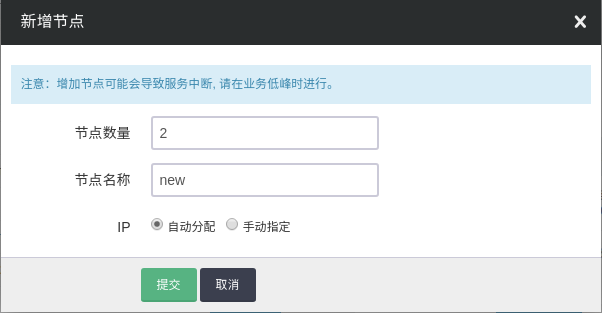 新增节点
注意：增加节点可能会导致服务中断, 请在业务低峰时进行。
节点数量 2
节点名称 new
IP 自动分配 手动指定
提交 取消